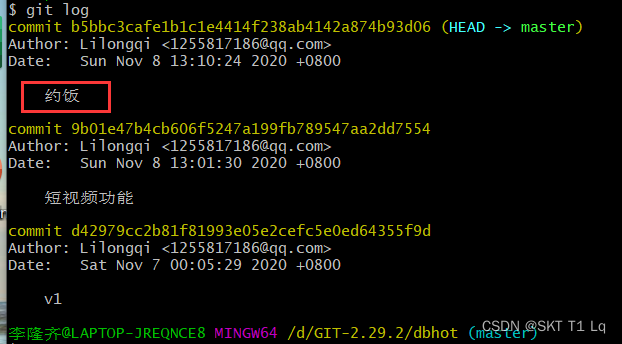 $ git log
commit b5bbc3cafe1b1c1e4414f238ab4142a874b93d06 (HEAD -> master)
Author: Lilongqi <1255817186@qq.com>
Date:   Sun Nov 8 13:10:24 2020 +0800
约饭
commit 9b01e47b4cb606f5247a199fb789547aa2dd7554
Author: Lilongqi <1255817186@qq.com>
Date:   Sun Nov 8 13:01:30 2020 +0800
短视频功能
commit d42979cc2b81f81993e05e2cefc5e0ed64355f9d
Author: Lilongqi <1255817186@qq.com>
Date:   Sat Nov 7 00:05:29 2020 +0800
v1
李隆齐@LAPTOP-JREQNCE8 MINGW64 /d/GIT-2.29.2/dbhot (master)
CSDN @SKT T1 Lq